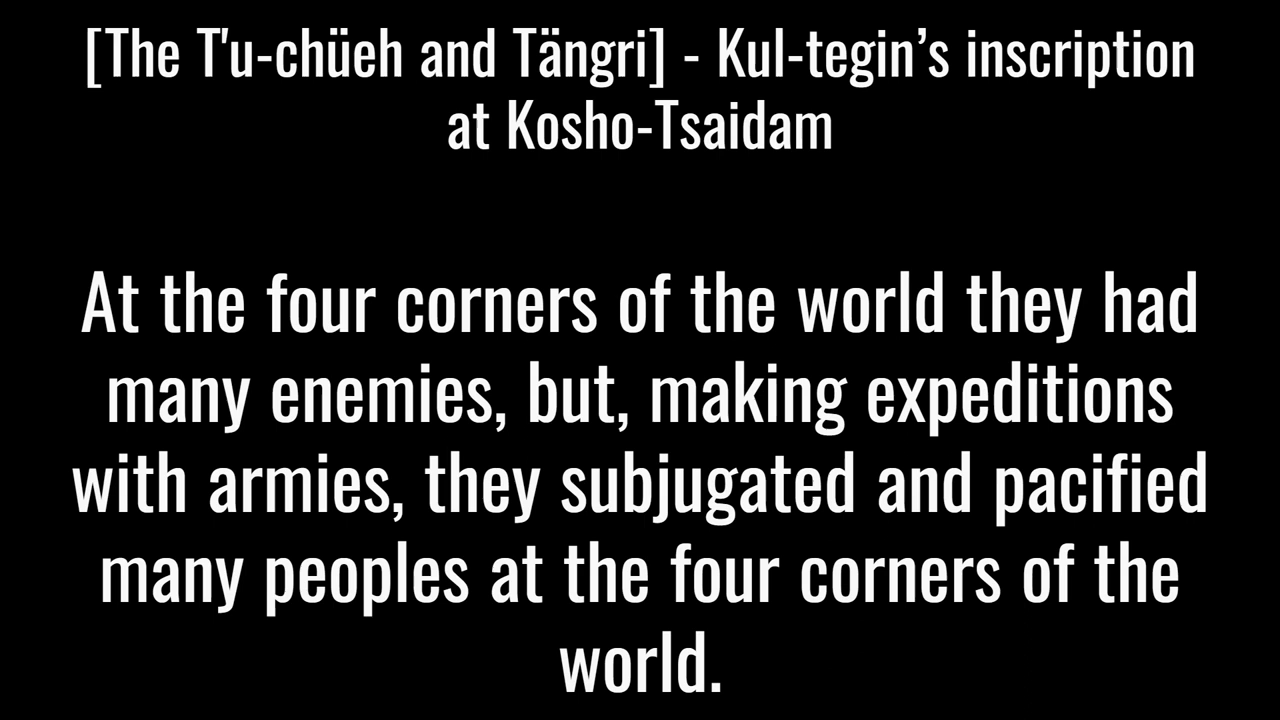 [The T'u-chüeh and Tängri] - Kul-tegin’s inscription
at Kosho-Tsaidam
At the four corners of the world they had
many enemies, but, making expeditions
with armies, they subjugated and pacified
many peoples at the four corners of the
world.